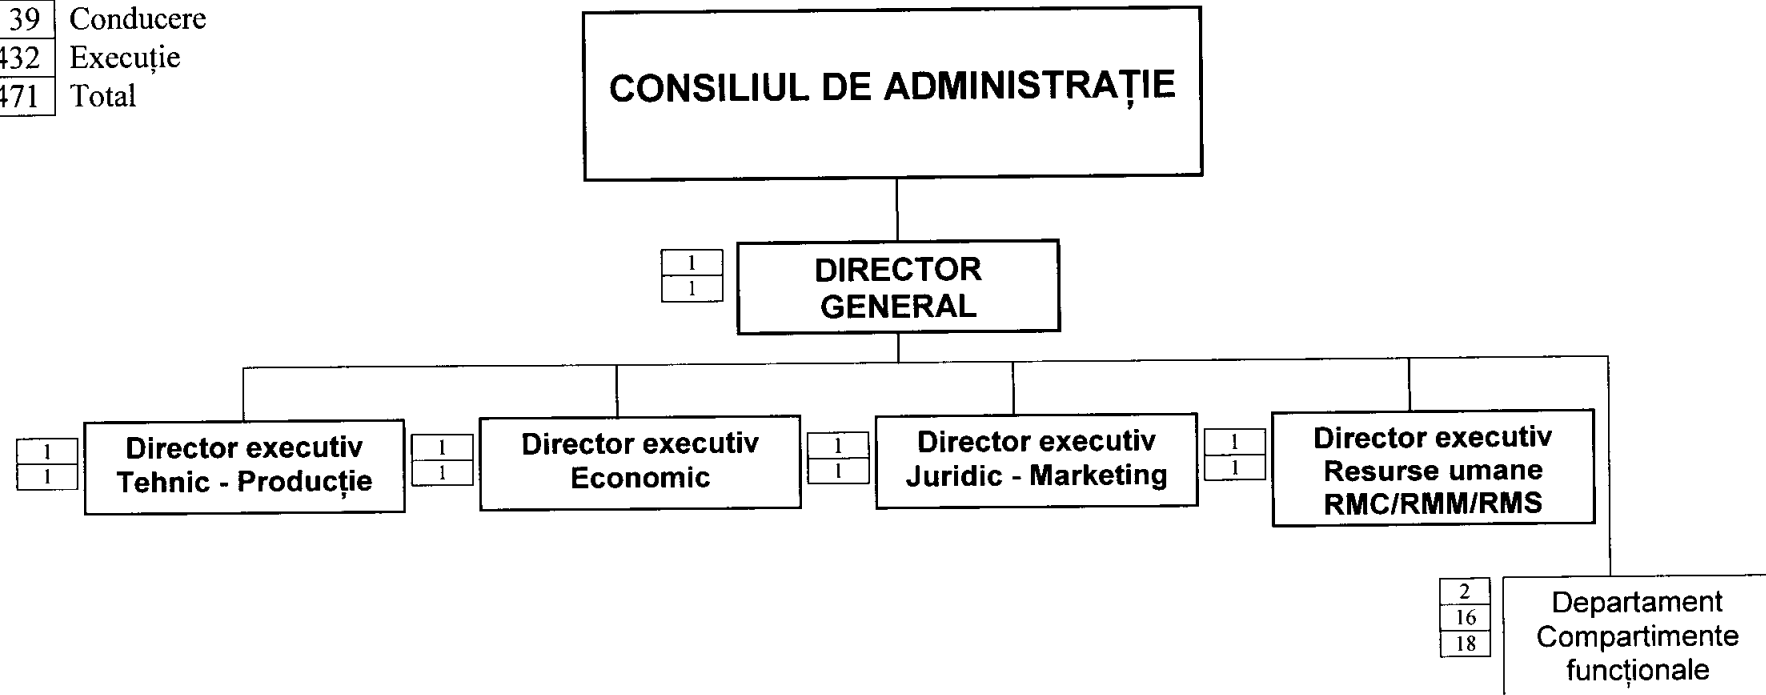 39 Conducere
432 Execuție
471 Total
CONSILIUL DE ADMINISTRAȚIE
1
1
DIRECTOR
GENERAL
1
1
Director executiv
Tehnic - Producție
1
1
Director executiv
Economic
1
1
Director executiv
Juridic - Marketing
1
1
Director executiv
Resurse umane
RMC/RMM/RMS
2
16
18
Departament
Compartimente
funcționale